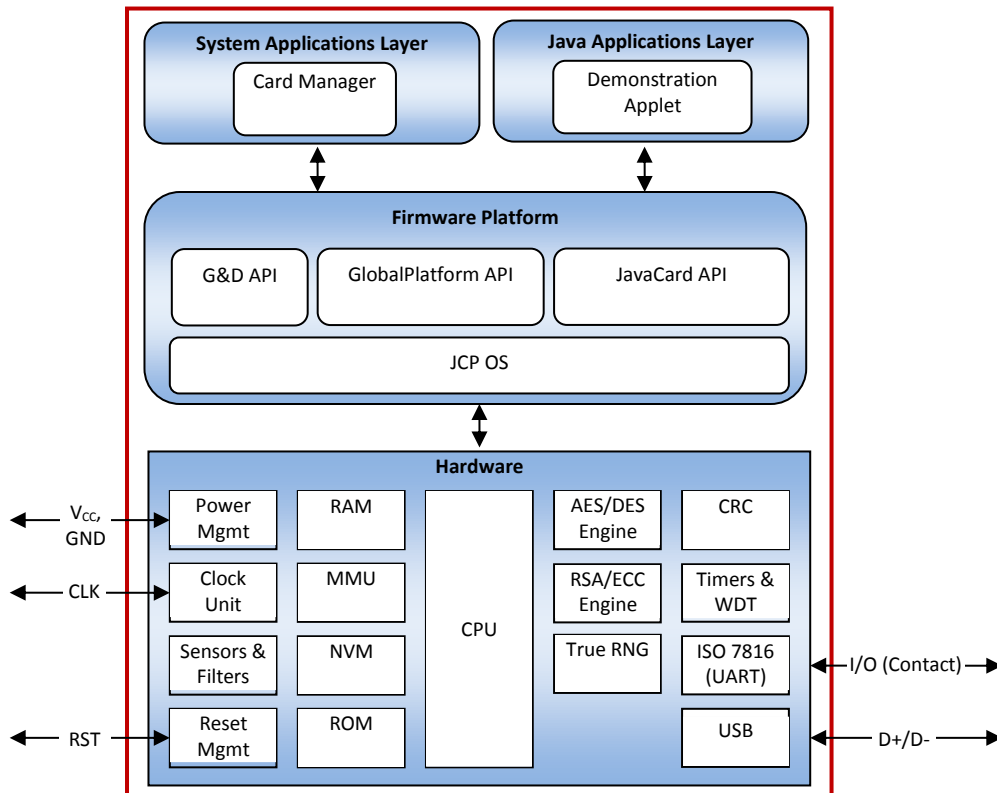 System Applications Layer
Card Manager
Java Applications Layer
Demonstration
Applet
Firmware Platform
G&D API
GlobalPlatform API
JavaCard API
JCP OS
Hardware
Power
Mgmt
RAM
CPU
AES/DES
Engine
CRC
VCC,
GND
Clock
Unit
MMU
RSA/ECC
Engine
Timers &
WDT
CLK
Sensors &
Filters
NVM
True RNG
ISO 7816
(UART)
I/O (Contact)
Reset
Mgmt
ROM
USB
RST
D+/D-